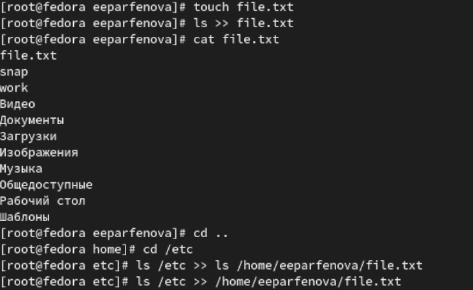 [root@fedora eeparfenova]# touch file.txt
[root@fedora eeparfenova]# ls >> file.txt
[root@fedora eeparfenova]# cat file.txt
file.txt
snap
work
Видео
Документы
Загрузки
Изображения
Музыка
Общедоступные
Рабочий стол
Шаблоны
[root@fedora eeparfenova]# cd ..
[root@fedora home]# cd /etc
[root@fedora etc]# ls /etc >> ls /home/eeparfenova/file.txt
[root@fedora etc]# ls /etc >> /home/eeparfenova/file.txt